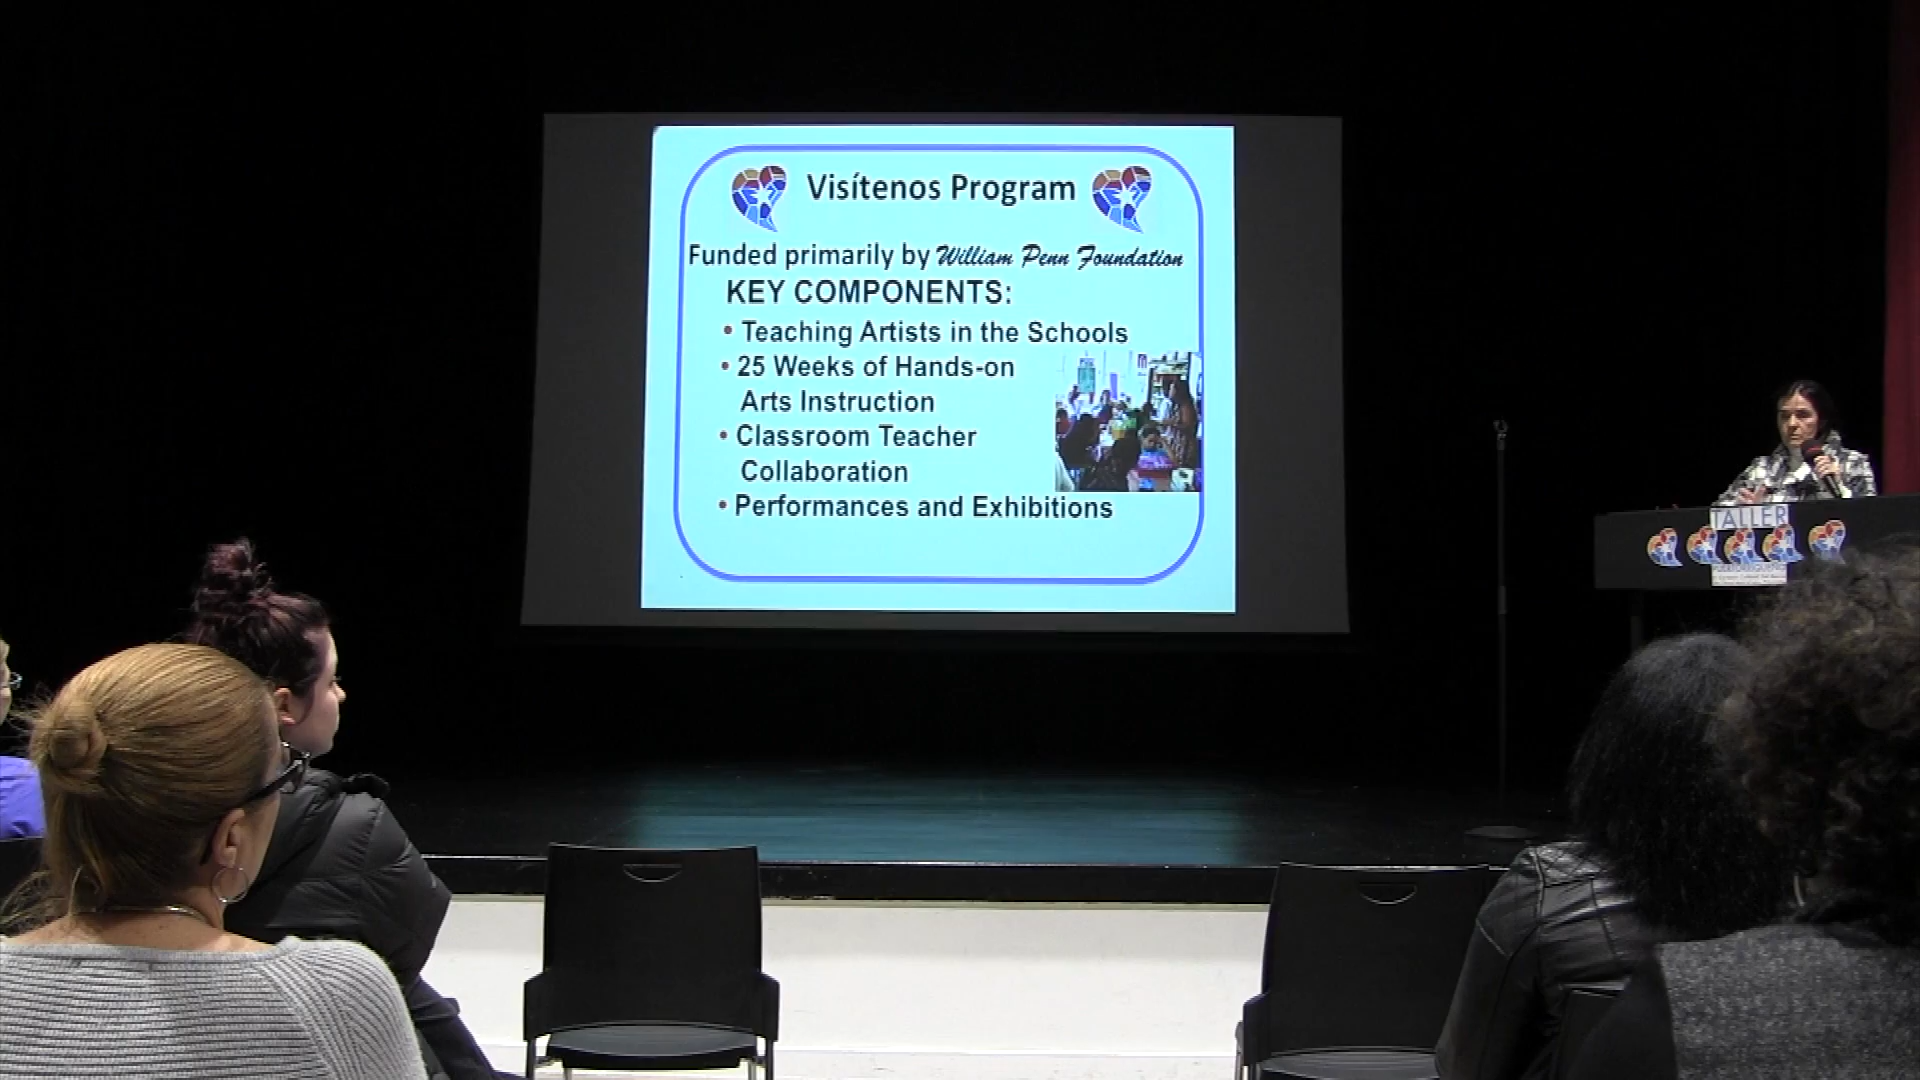 Visítenos Program
Funded primarily by William Penn Foundation
KEY COMPONENTS:
• Teaching Artists in the Schools
• 25 Weeks of Hands-on
Arts Instruction
• Classroom Teacher
Collaboration
• Performances and Exhibitions
TALLER